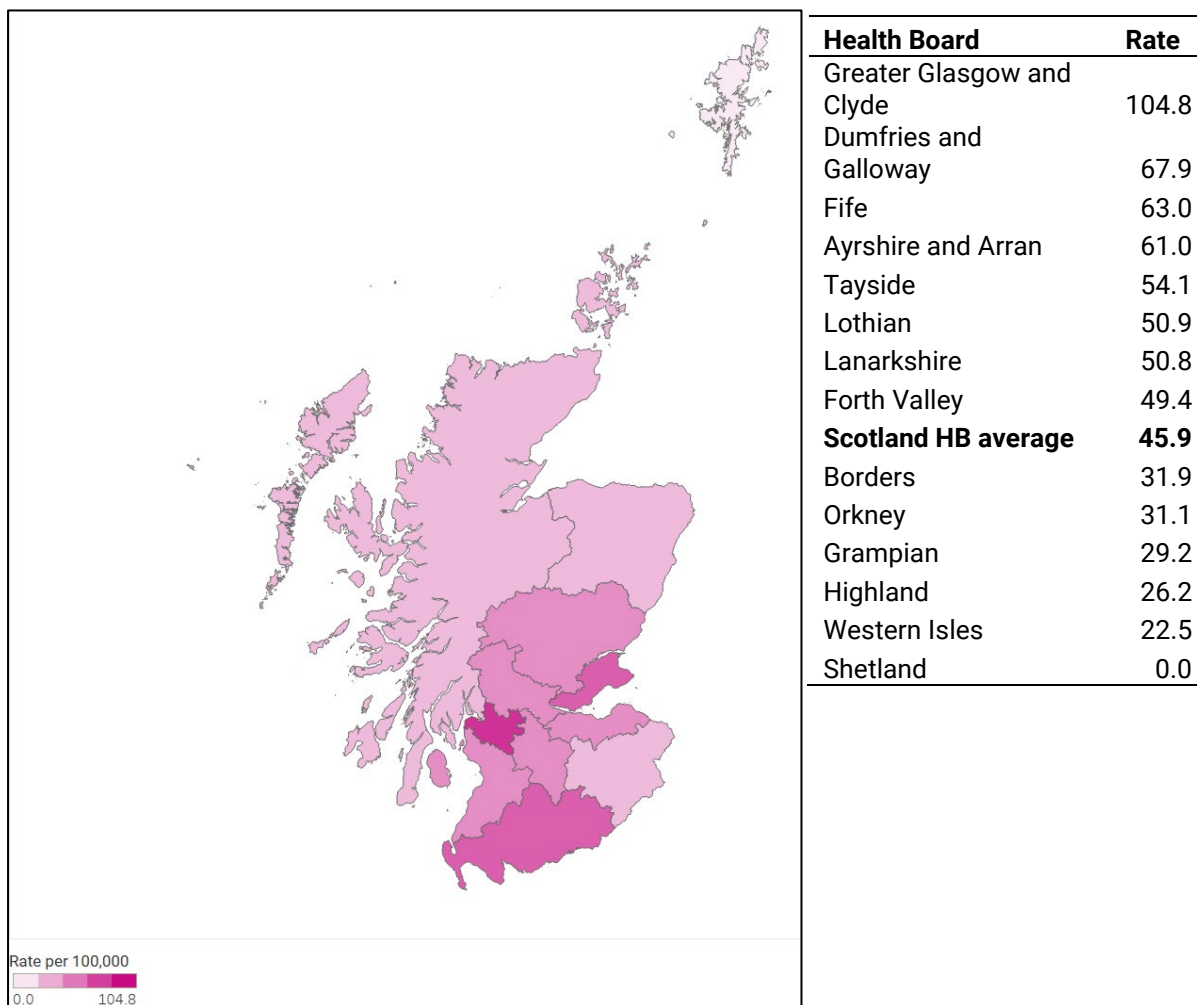 Health Board Rate
Greater Glasgow and
Clyde 104.8
Dumfries and
Galloway 67.9
Fife 63.0
Ayrshire and Arran 61.0
Tayside 54.1
Lothian 50.9
Lanarkshire 50.8
Forth Valley 49.4
Scotland HB average 45.9
Borders 31.9
Orkney 31.1
Grampian 29.2
Highland 26.2
Western Isles 22.5
Shetland 0.0
Rate per 100,000
0.0 104.8